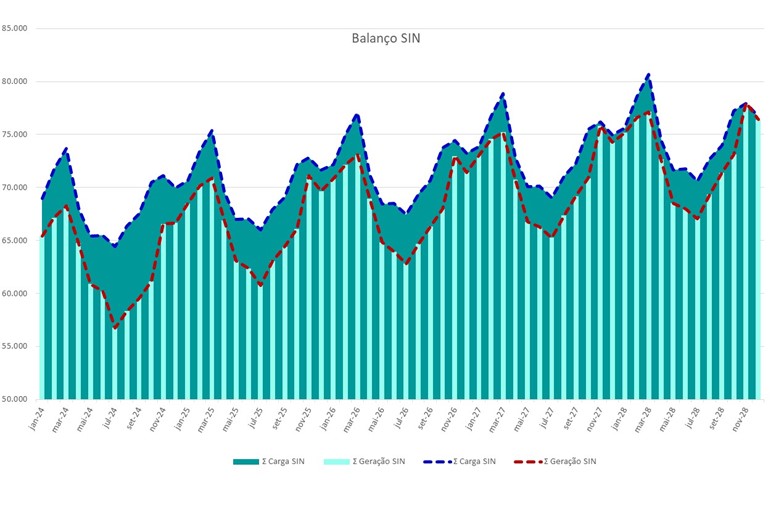 Balanço SIN
85.000
80.000
75.000
70.000
65.000
60.000
55.000
50.000
jan-24
mar-24
mai-24
jul-24
set-24
nov-24
jan-25
mar-25
mai-25
jul-25
set-25
nov-25
jan-26
mar-26
mai-26
jul-26
set-26
nov-26
jan-27
mar-27
mai-27
jul-27
set-27
nov-27
jan-28
mar-28
mai-28
jul-28
set-28
nov-28
Σ Carga SIN Σ Geração SIN Σ Carga SIN Σ Geração SIN